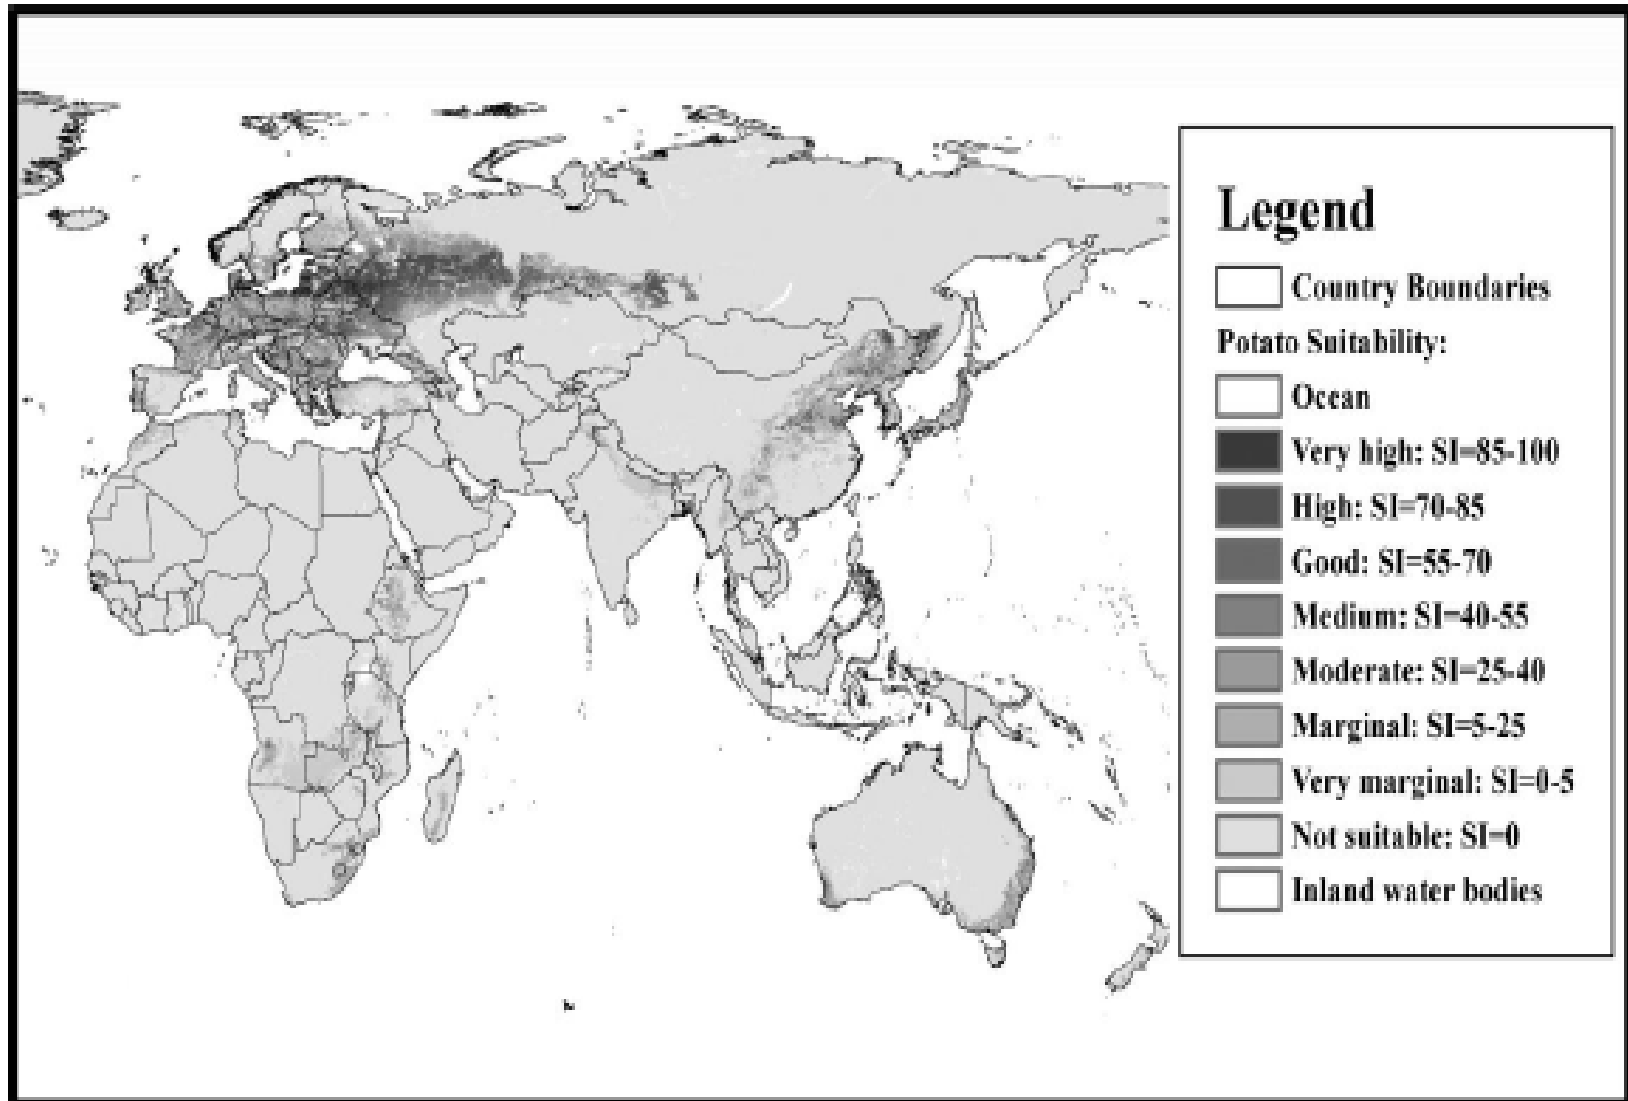 Legend
Country Boundaries
Potato Suitability:
Ocean
Very high: SI=85-100
High: SI=70-85
Good: SI=55-70
Medium: SI=40-55
Moderate: SI=25-40
Marginal: SI=5-25
Very marginal: SI=0-5
Not suitable: SI=0
Inland water bodies